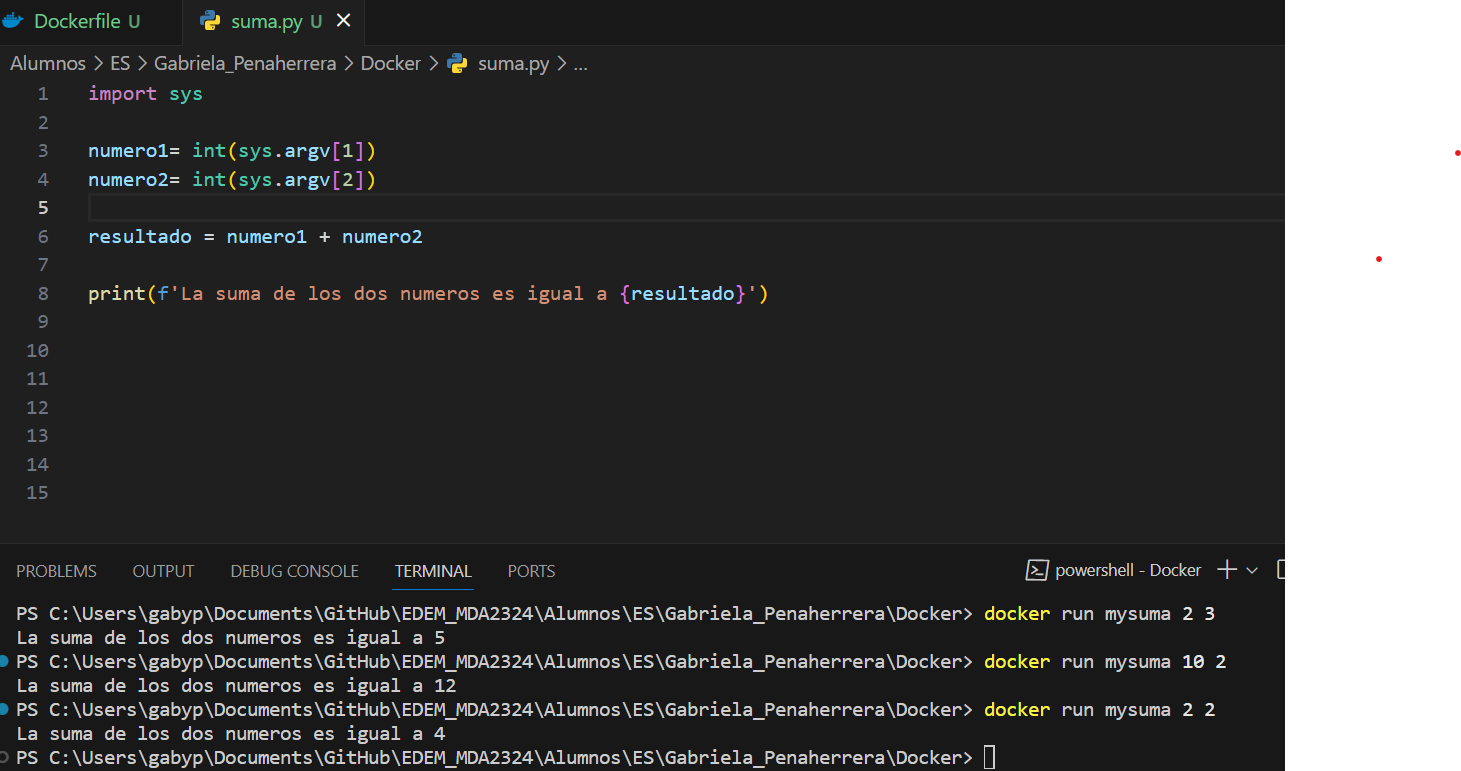 Dockerfile U suma.py U
Alumnos > ES > Gabriela_Penaherrera > Docker > suma.py > ...
1 import sys
2
3 numero1= int(sys.argv[1])
4 numero2= int(sys.argv[2])
5
6 resultado = numero1 + numero2
7
8 print(f'La suma de los dos numeros es igual a {resultado}')
9
10
11
12
13
14
15
PROBLEMS OUTPUT DEBUG CONSOLE TERMINAL PORTS powershell - Docker
PS C:\Users\gabyp\Documents\GitHub\EDEM_MDA2324\Alumnos\ES\Gabriela_Penaherrera\Docker> docker run mysuma 2 3
La suma de los dos numeros es igual a 5
PS C:\Users\gabyp\Documents\GitHub\EDEM_MDA2324\Alumnos\ES\Gabriela_Penaherrera\Docker> docker run mysuma 10 2
La suma de los dos numeros es igual a 12
PS C:\Users\gabyp\Documents\GitHub\EDEM_MDA2324\Alumnos\ES\Gabriela_Penaherrera\Docker> docker run mysuma 2 2
La suma de los dos numeros es igual a 4
PS C:\Users\gabyp\Documents\GitHub\EDEM_MDA2324\Alumnos\ES\Gabriela_Penaherrera\Docker>